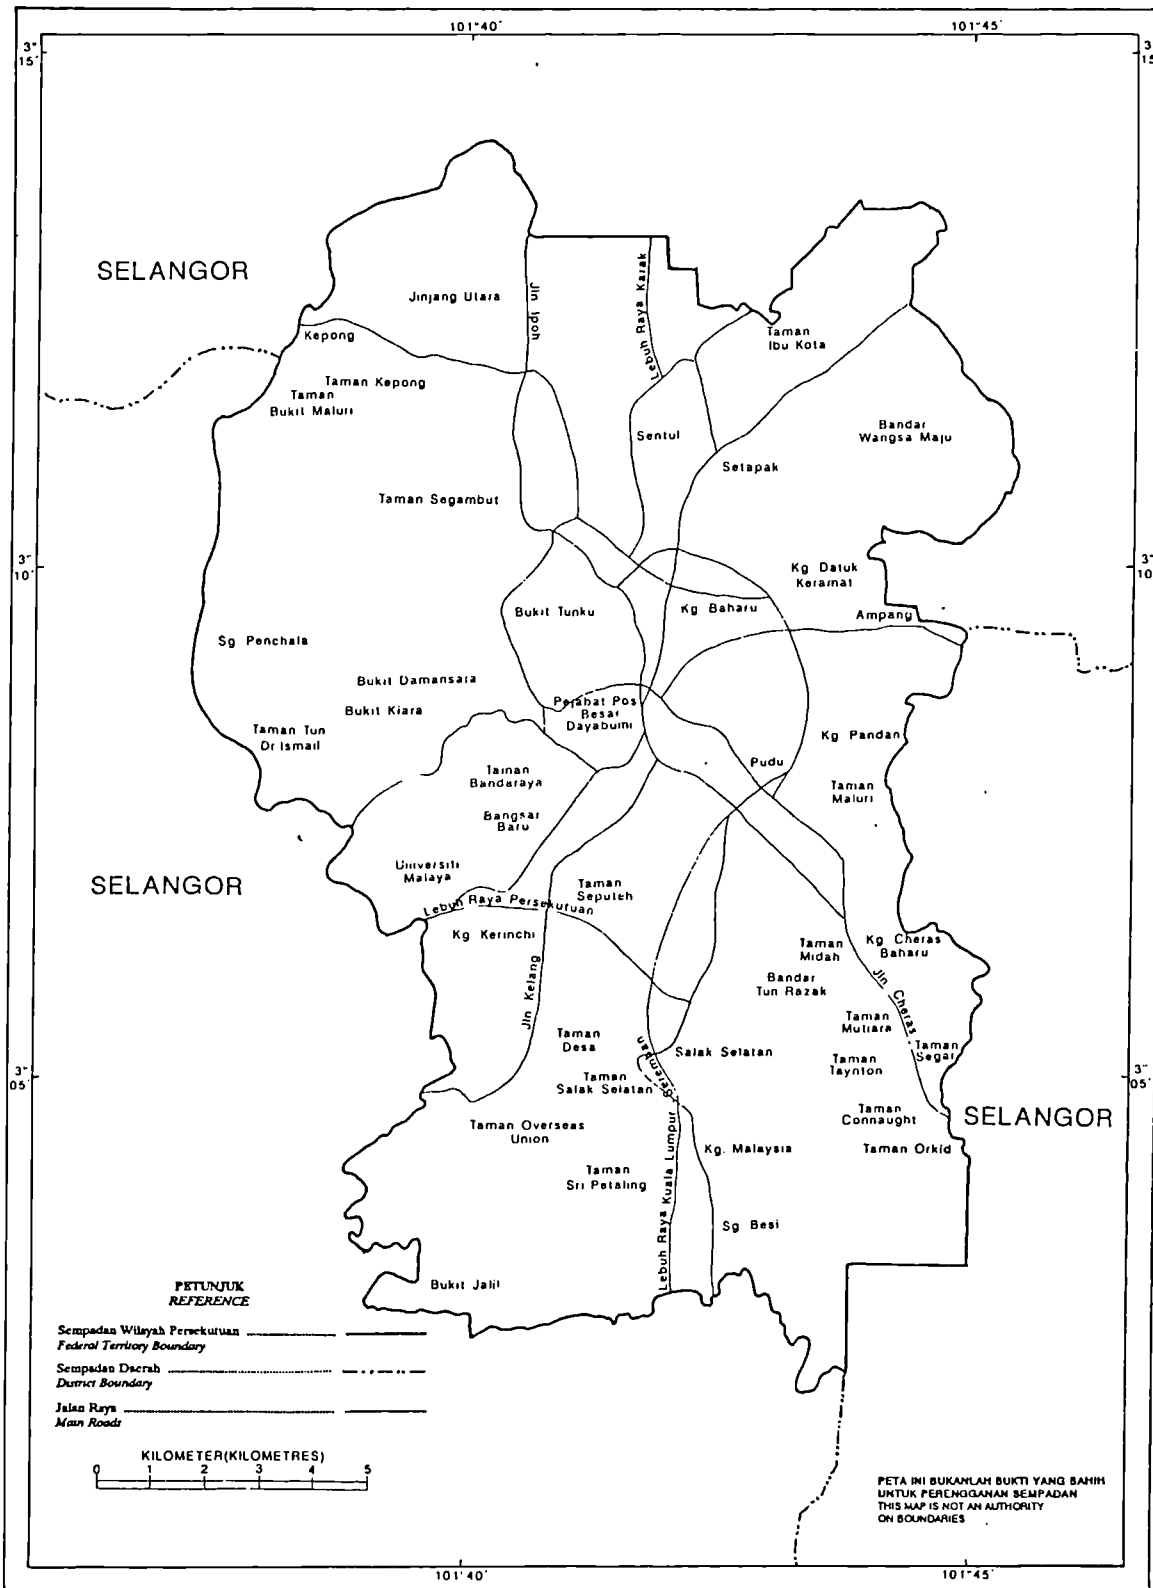 101°40′
101°45′
3°
15′
3°
15′
SELANGOR
Jinjang Utara
Jln Ipoh
Lebuh Raya Karak
Kepong
Taman
Ibu Kota
Taman Kepong
Taman
Bukit Maluri
Sentul
Bandar
Wangsa Maju
Setapak
Taman Segambut
3°
10′
3°
10′
Kg Datuk
Keramat
Bukit Tunku
Kg Baharu
Ampang
Sg Penchala
Bukit Damansara
Bukit Kiara
Pejabat Pos
Besar
Dayabumi
Taman Tun
Dr Ismail
Kg Pandan
Pudu
Taman
Bandaraya
Taman
Maluri
Bangsar
Baru
Universiti
Malaya
SELANGOR
Taman
Seputeh
Lebuh Raya Persekutuan
Kg Kerinchi
Taman
Midah
Kg Cheras
Baharu
Bandar
Tun Razak
Jln Kelang
Jln Cheras
Taman
Mutiara
Taman
Desa
Salak Selatan
Taman
Segar
Taman
Taynton
Taman
Salak Selatan
3°
05′
3°
05′
Taman
Connaught
SELANGOR
Taman Overseas
Union
Kg. Malaysia
Taman Orkid
Taman
Sri Petaling
Lebuh Raya Kuala Lumpur Seremban
Sg Besi
Bukit Jalil
PETUNJUK
REFERENCE
Sempadan Wilayah Persekutuan
Federal Territory Boundary
Sempadan Daerah
District Boundary
Jalan Raya
Main Roads
KILOMETER(KILOMETRES)
0 1 2 3 4 5
PETA INI BUKANLAH BUKTI YANG SAHIH
UNTUK PERENGGANAN SEMPADAN
THIS MAP IS NOT AN AUTHORITY
ON BOUNDARIES
101°40′
101°45′